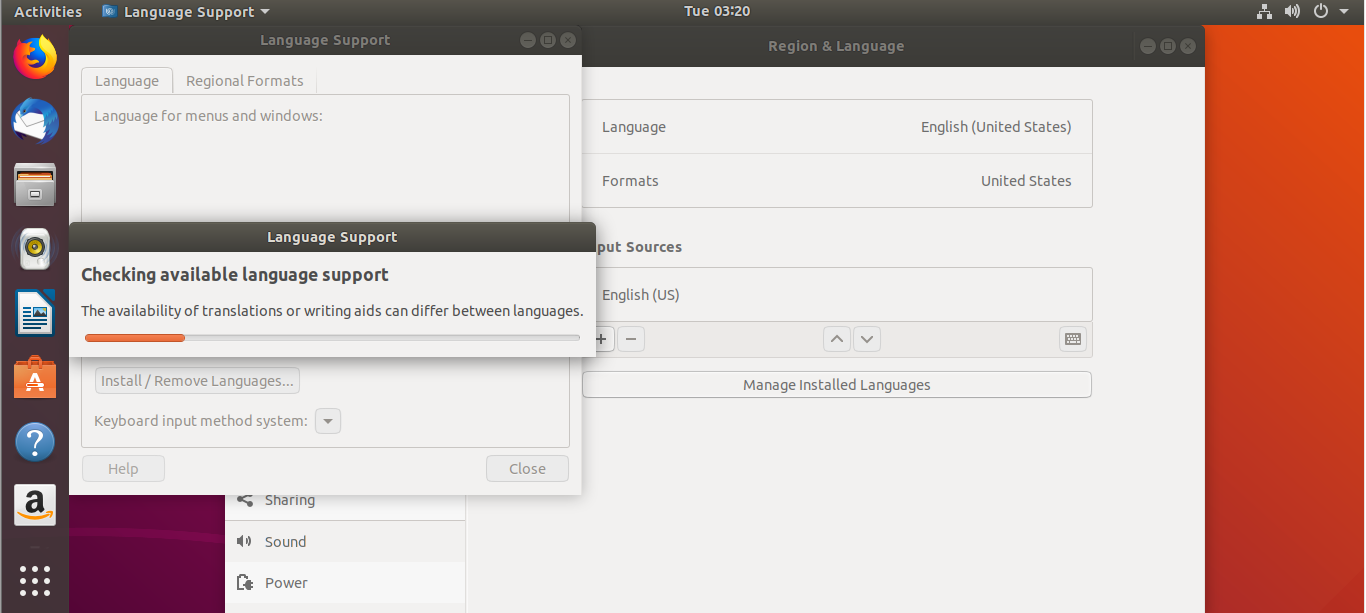 Activities Language Support Tue 03:20
Language Support
Language Regional Formats
Language for menus and windows:
Language Support
Checking available language support
The availability of translations or writing aids can differ between languages.
Install / Remove Languages...
Keyboard input method system:
Help Close
Region & Language
Language English (United States)
Formats United States
put Sources
English (US)
Manage Installed Languages
Sharing
Sound
Power